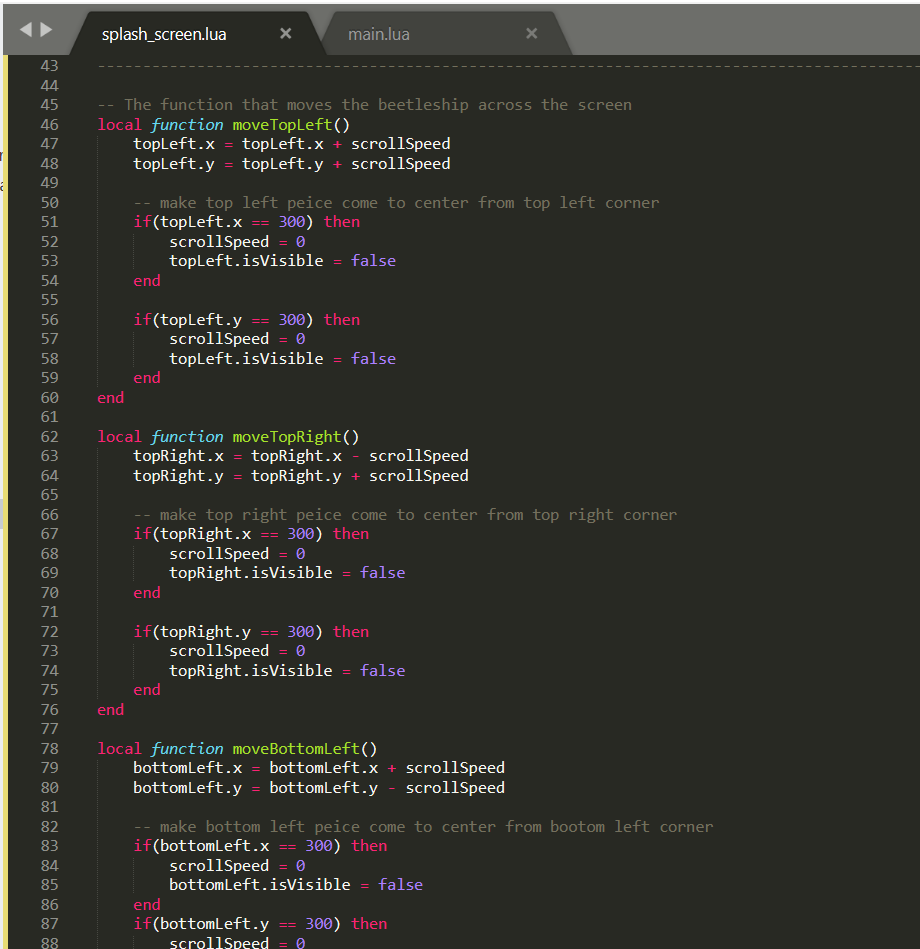 splash_screen.lua × main.lua ×
43 --------------------------------------------------------------------------------------------
44
45 -- The function that moves the beetleship across the screen
46 local function moveTopLeft()
47 topLeft.x = topLeft.x + scrollSpeed
48 topLeft.y = topLeft.y + scrollSpeed
49
50 -- make top left peice come to center from top left corner
51 if(topLeft.x == 300) then
52 scrollSpeed = 0
53 topLeft.isVisible = false
54 end
55
56 if(topLeft.y == 300) then
57 scrollSpeed = 0
58 topLeft.isVisible = false
59 end
60 end
61
62 local function moveTopRight()
63 topRight.x = topRight.x - scrollSpeed
64 topRight.y = topRight.y + scrollSpeed
65
66 -- make top right peice come to center from top right corner
67 if(topRight.x == 300) then
68 scrollSpeed = 0
69 topRight.isVisible = false
70 end
71
72 if(topRight.y == 300) then
73 scrollSpeed = 0
74 topRight.isVisible = false
75 end
76 end
77
78 local function moveBottomLeft()
79 bottomLeft.x = bottomLeft.x + scrollSpeed
80 bottomLeft.y = bottomLeft.y - scrollSpeed
81
82 -- make bottom left peice come to center from bootom left corner
83 if(bottomLeft.x == 300) then
84 scrollSpeed = 0
85 bottomLeft.isVisible = false
86 end
87 if(bottomLeft.y == 300) then
88 scrollSpeed = 0